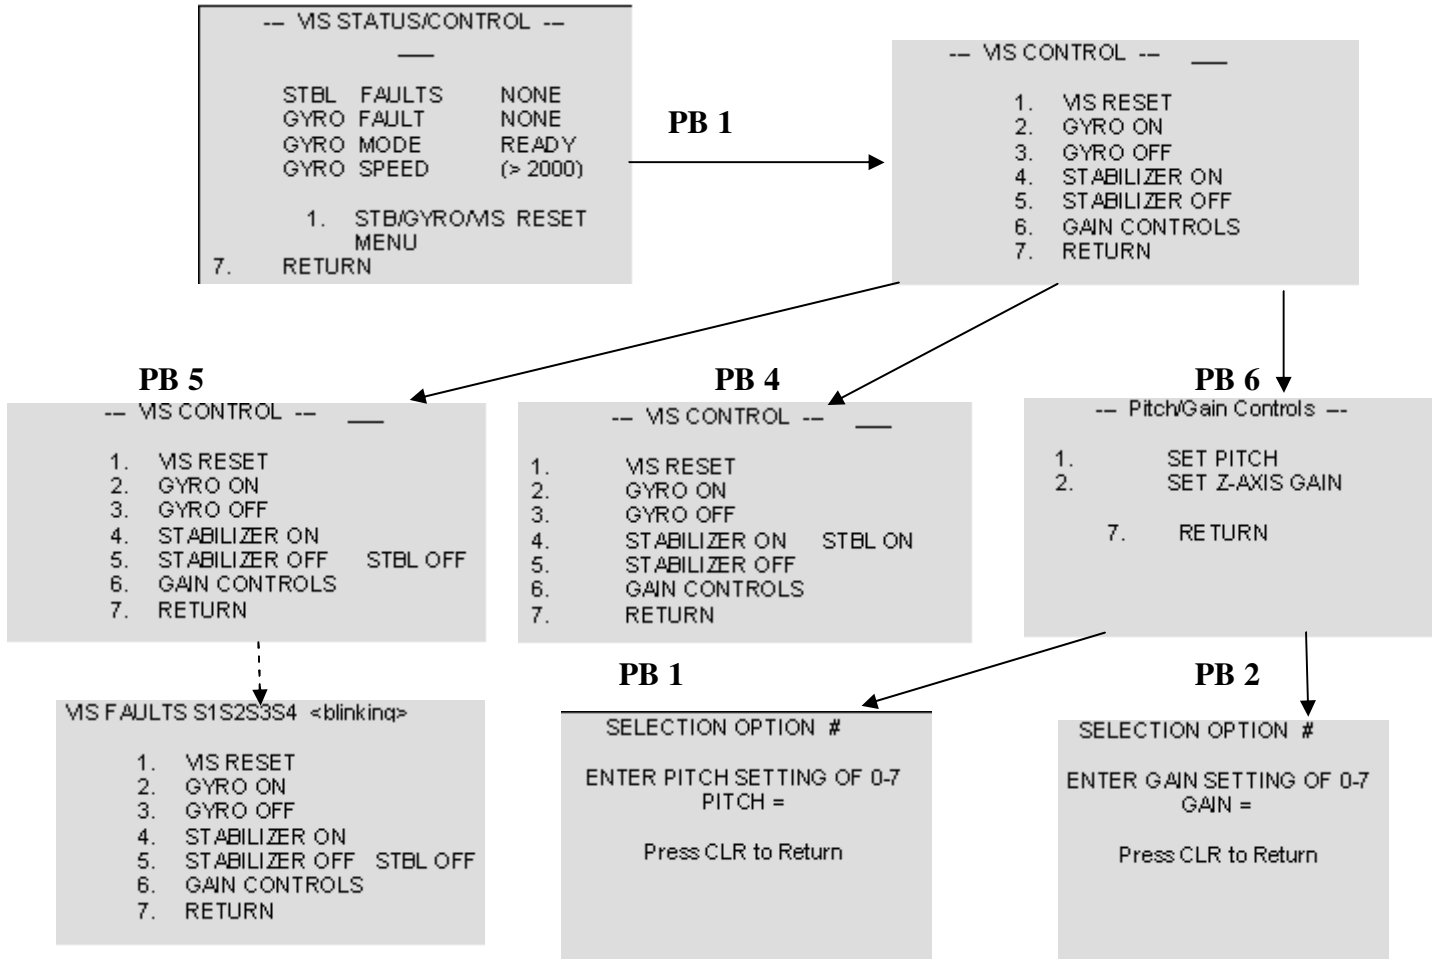 --- VIS STATUS/CONTROL ---
STBL FAULTS NONE
GYRO FAULT NONE
GYRO MODE READY
GYRO SPEED (> 2000)
1. STB/GYRO/VIS RESET
MENU
7. RETURN
PB 1
--- VIS CONTROL ---
1. VIS RESET
2. GYRO ON
3. GYRO OFF
4. STABILIZER ON
5. STABILIZER OFF
6. GAIN CONTROLS
7. RETURN
PB 5
--- VIS CONTROL ---
1. VIS RESET
2. GYRO ON
3. GYRO OFF
4. STABILIZER ON
5. STABILIZER OFF STBL OFF
6. GAIN CONTROLS
7. RETURN
PB 4
--- VIS CONTROL ---
1. VIS RESET
2. GYRO ON
3. GYRO OFF
4. STABILIZER ON STBL ON
5. STABILIZER OFF
6. GAIN CONTROLS
7. RETURN
PB 6
--- Pitch/Gain Controls ---
1. SET PITCH
2. SET Z-AXIS GAIN
7. RETURN
VIS FAULTS S1S2S3S4 <blinking>
1. VIS RESET
2. GYRO ON
3. GYRO OFF
4. STABILIZER ON
5. STABILIZER OFF STBL OFF
6. GAIN CONTROLS
7. RETURN
PB 1
SELECTION OPTION #
ENTER PITCH SETTING OF 0-7
PITCH =
Press CLR to Return
PB 2
SELECTION OPTION #
ENTER GAIN SETTING OF 0-7
GAIN =
Press CLR to Return